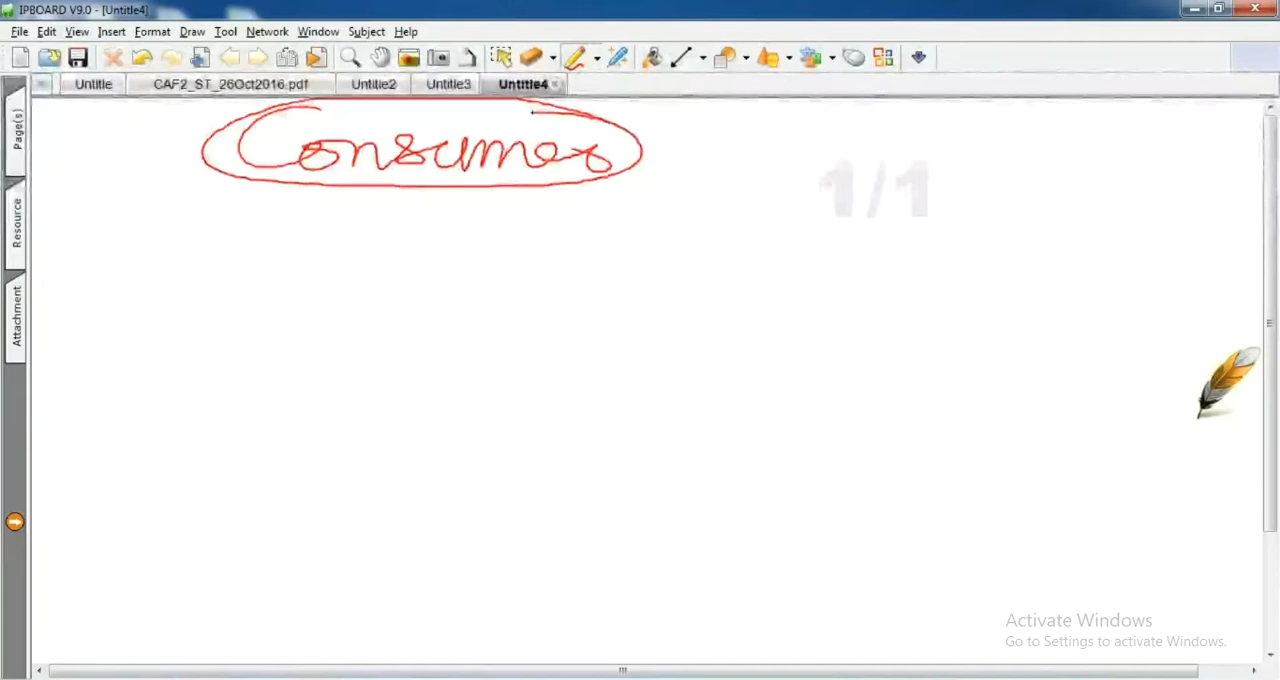 IPBOARD V9.0 - [Untitle4]
File Edit View Insert Format Draw Tool Network Window Subject Help
Untitle CAF2_ST_26Oct2016.pdf Untitle2 Untitle3 Untitle4
Page(s)
Resource
Attachment
Consumer
1/1
Activate Windows
Go to Settings to activate Windows.